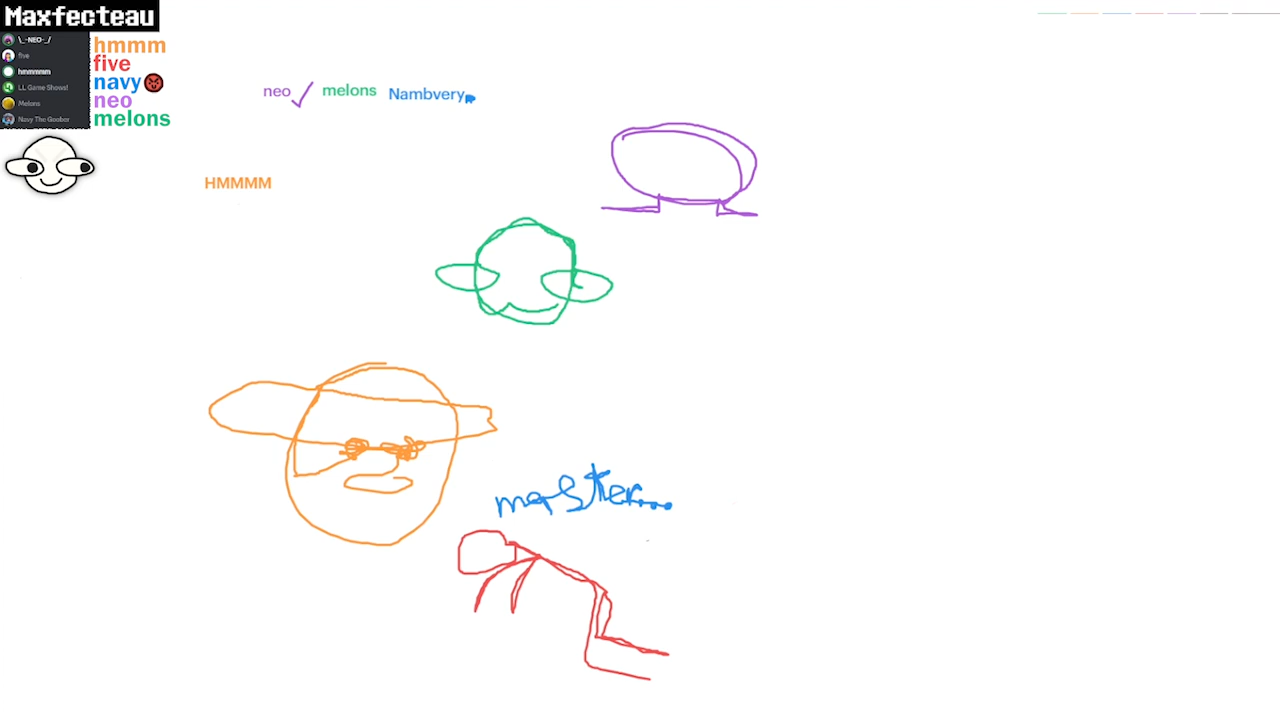 Maxfecteau
\_-NEO-_/
five
hmmmmm
LL Game Shows!
Melons
Navy The Goober
hmmm
five
navy
neo
melons
neo melons Nambvery
HMMMM
master....